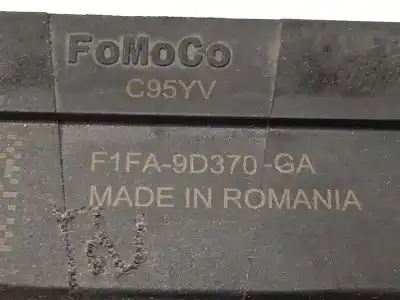 FoMoCo
C95YV
F1FA-9D370-GA
MADE IN ROMANIA